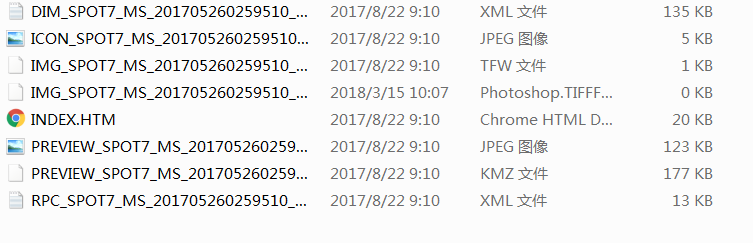 DIM_SPOT7_MS_201705260259510_... 2017/8/22 9:10 XML 文件 135 KB
ICON_SPOT7_MS_201705260259510... 2017/8/22 9:10 JPEG 图像 5 KB
IMG_SPOT7_MS_201705260259510_... 2017/8/22 9:10 TFW 文件 1 KB
IMG_SPOT7_MS_201705260259510_... 2018/3/15 10:07 Photoshop.TIFFF... 0 KB
INDEX.HTM 2017/8/22 9:10 Chrome HTML D... 20 KB
PREVIEW_SPOT7_MS_201705260259... 2017/8/22 9:10 JPEG 图像 123 KB
PREVIEW_SPOT7_MS_201705260259... 2017/8/22 9:10 KMZ 文件 177 KB
RPC_SPOT7_MS_201705260259510_... 2017/8/22 9:10 XML 文件 13 KB